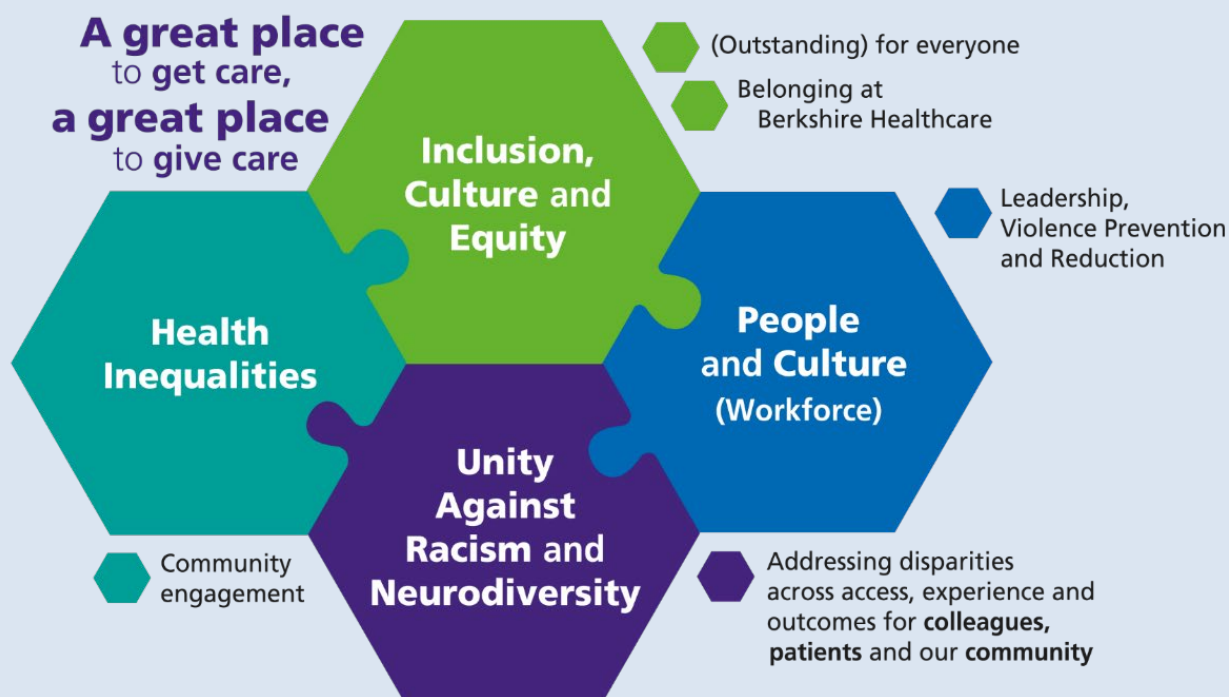 A great place
to get care,
a great place
to give care
(Outstanding) for everyone
Belonging at
Berkshire Healthcare
Inclusion,
Culture and
Equity
Leadership,
Violence Prevention
and Reduction
Health
Inequalities
People
and Culture
(Workforce)
Unity
Against
Racism and
Neurodiversity
Community
engagement
Addressing disparities
across access, experience and
outcomes for colleagues,
patients and our community